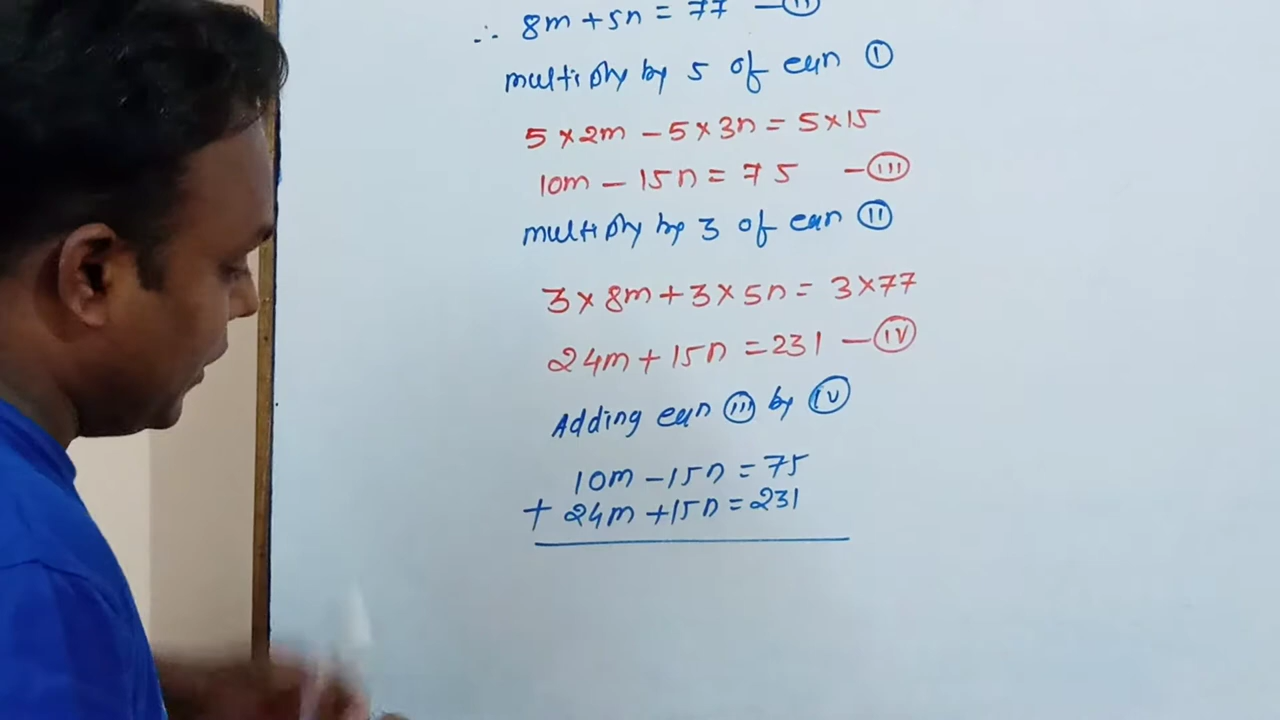 ∴ 8m + 5n = 77 — (II)
multiply by 5 of eqn (I)
5 × 2m - 5 × 3n = 5 × 15
10m - 15n = 75 — (III)
multiply by 3 of eqn (II)
3 × 8m + 3 × 5n = 3 × 77
24m + 15n = 231 — (IV)
Adding eqn (III) by (IV)
10m - 15n = 75
+ 24m + 15n = 231